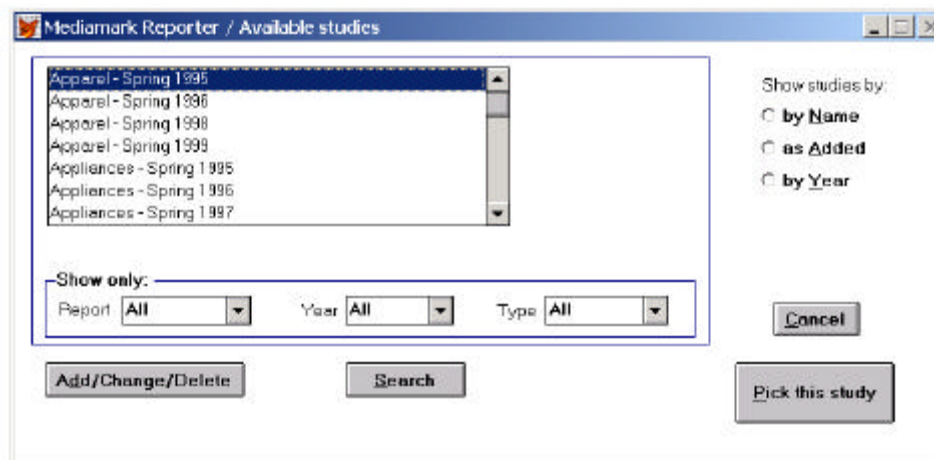 Mediamark Reporter / Available studies
Apparel - Spring 1995
Apparel - Spring 1996
Apparel - Spring 1998
Apparel - Spring 1999
Appliances - Spring 1995
Appliances - Spring 1996
Appliances - Spring 1997
Show studies by:
by Name
as Added
by Year
Show only:
Report All Year All Type All
Cancel
Add/Change/Delete Search
Pick this study